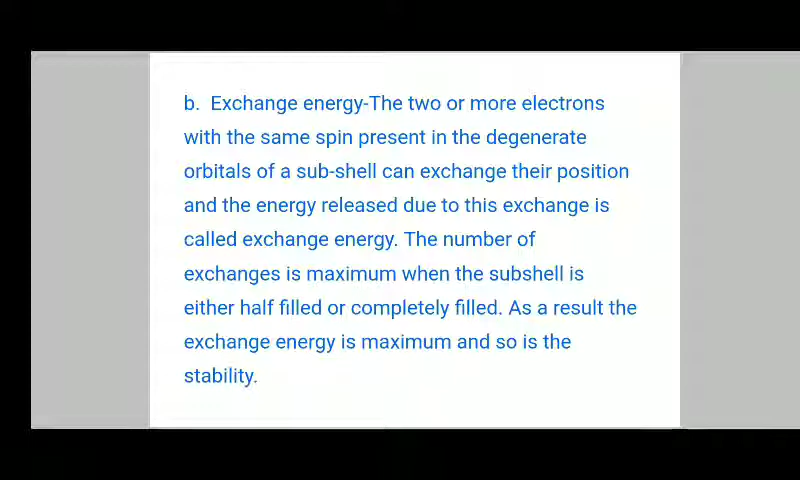 b. Exchange energy-The two or more electrons
with the same spin present in the degenerate
orbitals of a sub-shell can exchange their position
and the energy released due to this exchange is
called exchange energy. The number of
exchanges is maximum when the subshell is
either half filled or completely filled. As a result the
exchange energy is maximum and so is the
stability.